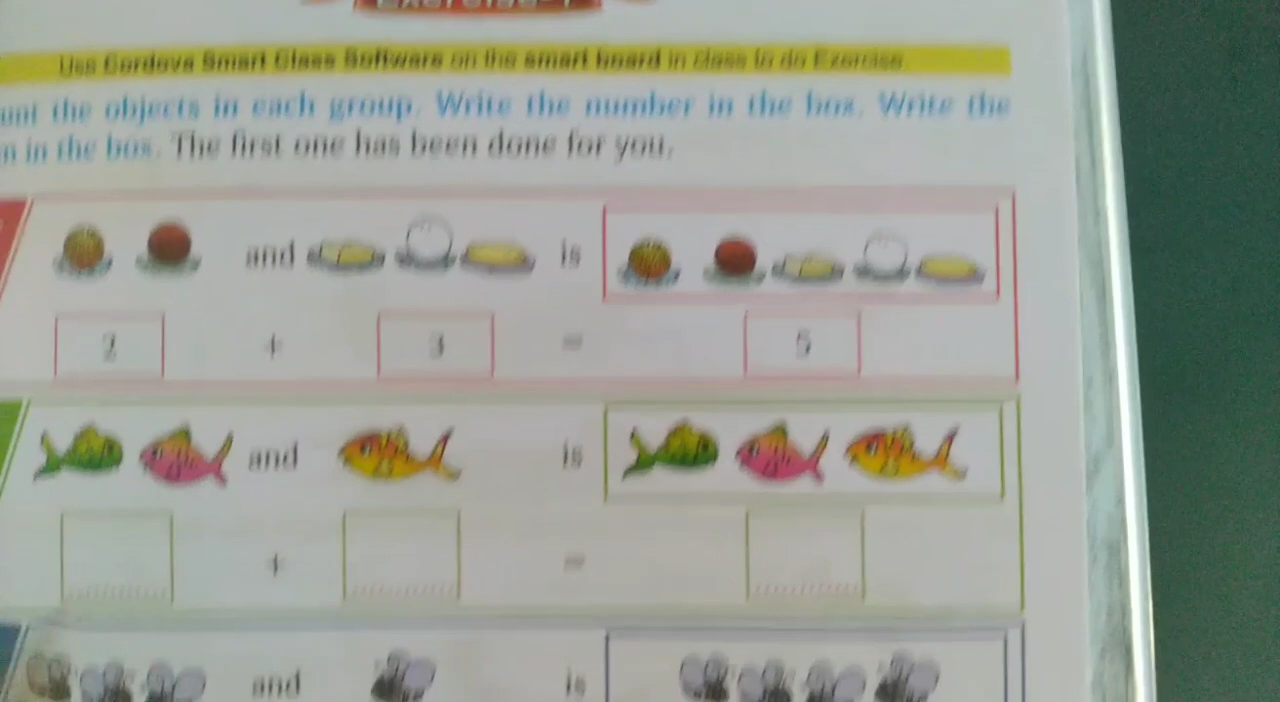 Exercise-1
Use Cordova Smart Class Software on the smart board in class to do Exercise.
the objects in each group. Write the number in the box. Write the
in the box. The first one has been done for you.
and is
2 + 3 = 5
and is
+ =
and is